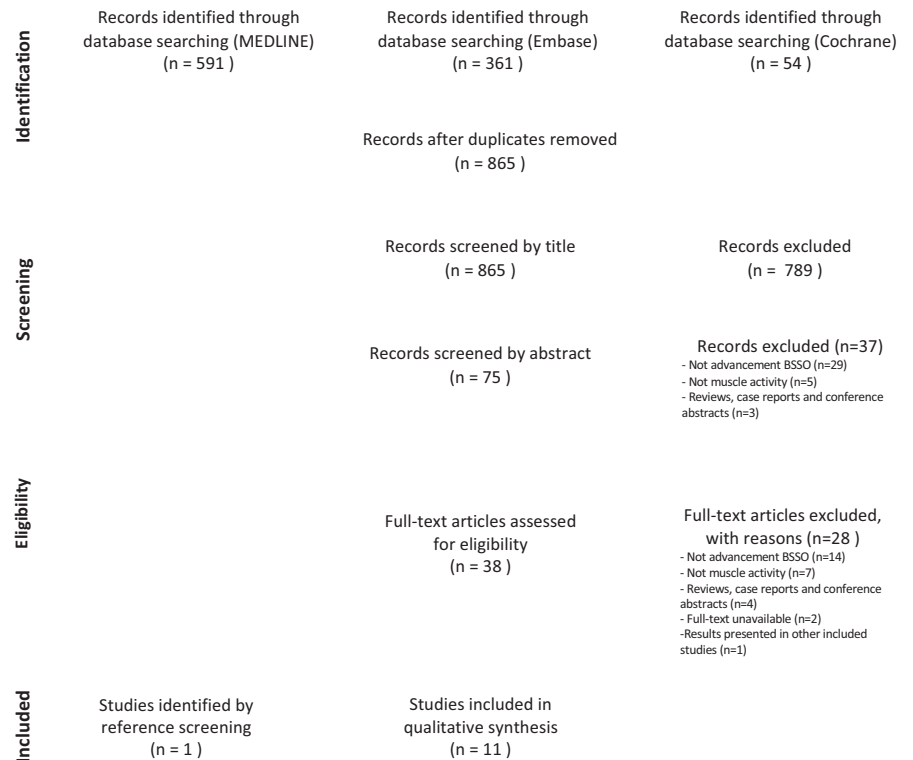 Identification
Records identified through
database searching (MEDLINE)
(n = 591 )
Records identified through
database searching (Embase)
(n = 361 )
Records identified through
database searching (Cochrane)
(n = 54 )
Records after duplicates removed
(n = 865 )
Screening
Records screened by title
(n = 865 )
Records excluded
(n =  789 )
Records screened by abstract
(n = 75 )
Records excluded (n=37)
- Not advancement BSSO (n=29)
- Not muscle activity (n=5)
- Reviews, case reports and conference
abstracts (n=3)
Eligibility
Full-text articles assessed
for eligibility
(n = 38 )
Full-text articles excluded,
with reasons (n=28 )
- Not advancement BSSO (n=14)
- Not muscle activity (n=7)
- Reviews, case reports and conference
abstracts (n=4)
- Full-text unavailable (n=2)
-Results presented in other included
studies (n=1)
Included
Studies identified by
reference screening
(n = 1 )
Studies included in
qualitative synthesis
(n = 11 )